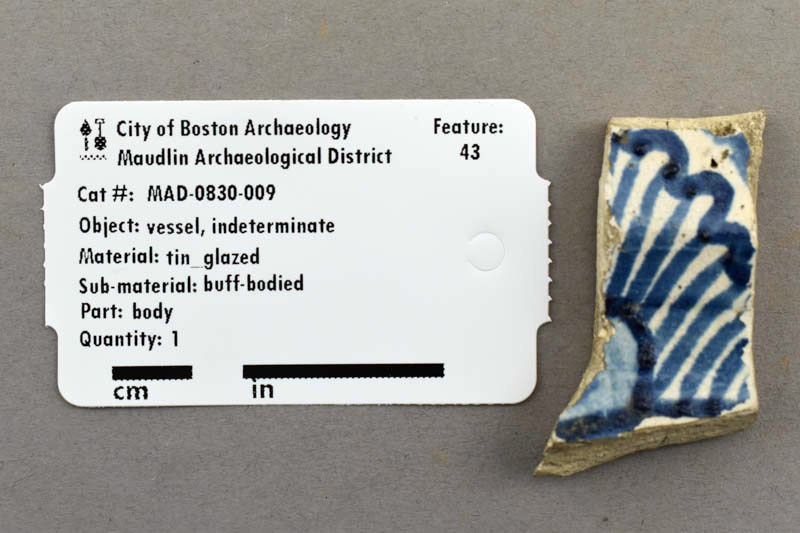 City of Boston Archaeology
Maudlin Archaeological District
Feature:
43
Cat #: MAD-0830-009
Object: vessel, indeterminate
Material: tin_glazed
Sub-material: buff-bodied
Part: body
Quantity: 1
cm
in